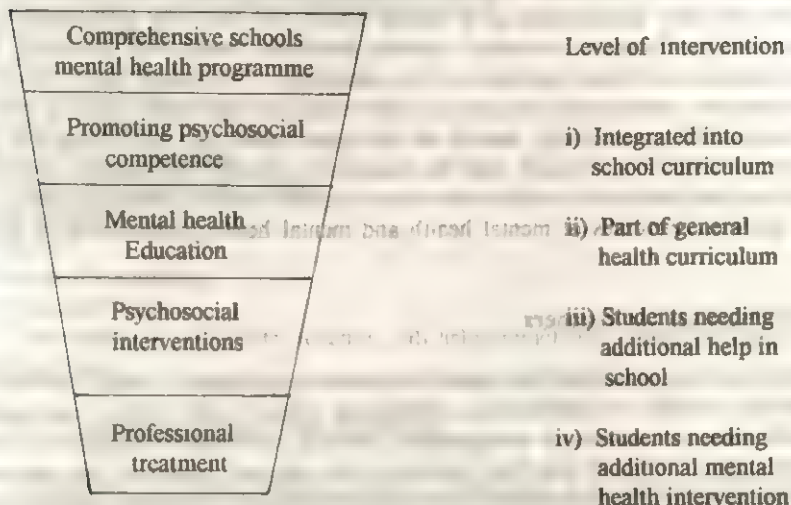 Comprehensive schools
mental health programme
Level of intervention
Promoting psychosocial
competence
i) Integrated into
school curriculum
Mental health
Education
ii) Part of general
health curriculum
Psychosocial
interventions
iii) Students needing
additional help in
school
Professional
treatment
iv) Students needing
additional mental
health intervention